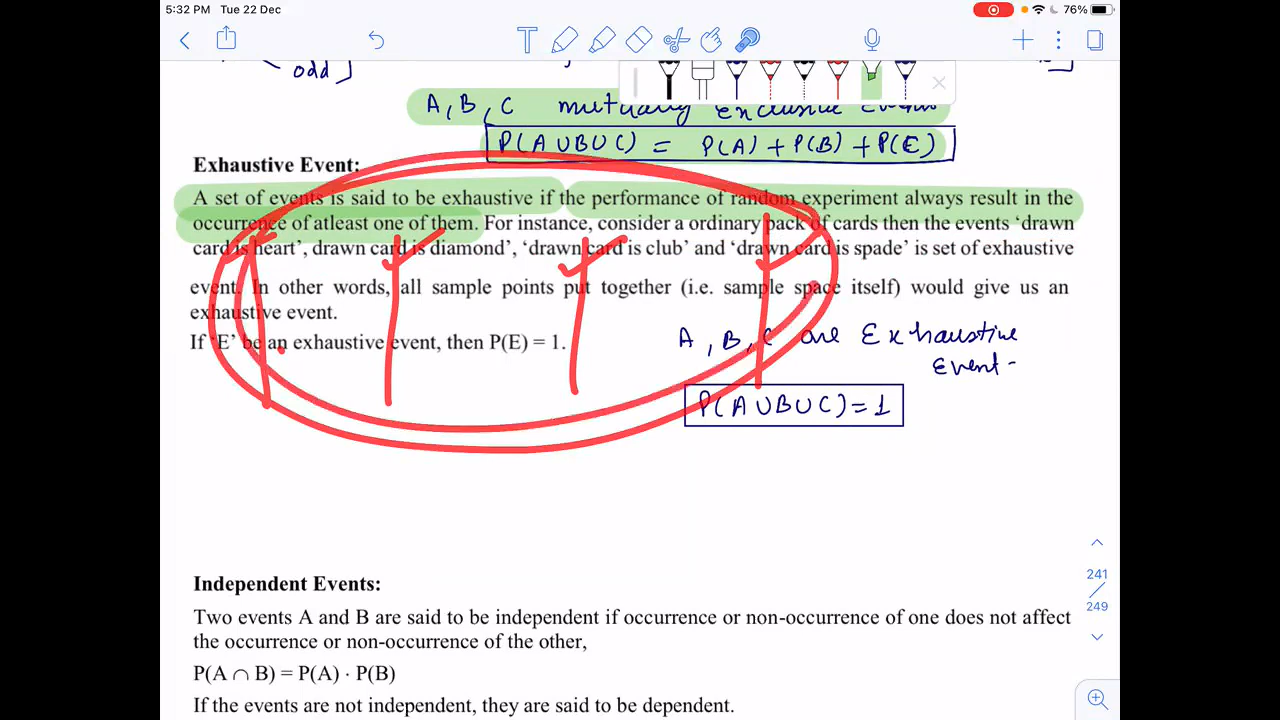 5:32 PM Tue 22 Dec
76%
odd
A, B, C mutually exclusive events
P(A∪B∪C) = P(A)+P(B)+P(E)
Exhaustive Event:
A set of events is said to be exhaustive if the performance of random experiment always result in the
occurrence of atleast one of them. For instance, consider a ordinary pack of cards then the events ‘drawn
card is heart’, drawn card is diamond’, ‘drawn card is club’ and ‘drawn card is spade’ is set of exhaustive
event. In other words, all sample points put together (i.e. sample space itself) would give us an
exhaustive event.
If ‘E’ be an exhaustive event, then P(E) = 1.
A, B, C are Exhaustive
Event
P(A∪B∪C)=1
241
249
Independent Events:
Two events A and B are said to be independent if occurrence or non-occurrence of one does not affect
the occurrence or non-occurrence of the other,
P(A ∩ B) = P(A) · P(B)
If the events are not independent, they are said to be dependent.